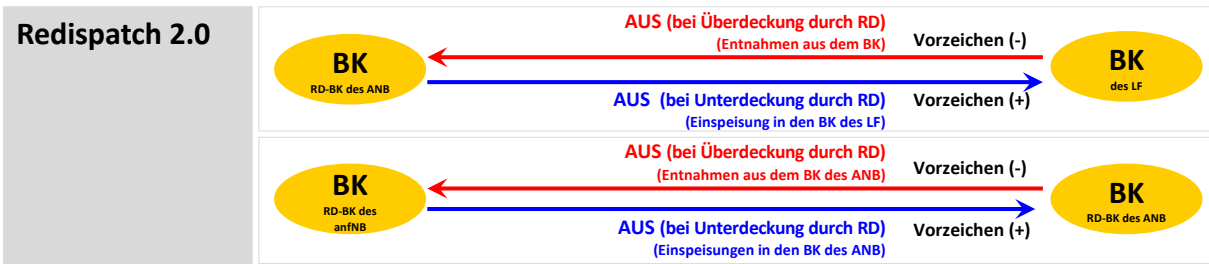 Redispatch 2.0
BK
RD-BK des ANB
AUS (bei Überdeckung durch RD)
(Entnahmen aus dem BK)
Vorzeichen (-)
AUS (bei Unterdeckung durch RD)
(Einspeisung in den BK des LF)
Vorzeichen (+)
BK
des LF
BK
RD-BK des
anfNB
AUS (bei Überdeckung durch RD)
(Entnahmen aus dem BK des ANB)
Vorzeichen (-)
AUS (bei Unterdeckung durch RD)
(Einspeisungen in den BK des ANB)
Vorzeichen (+)
BK
RD-BK des ANB